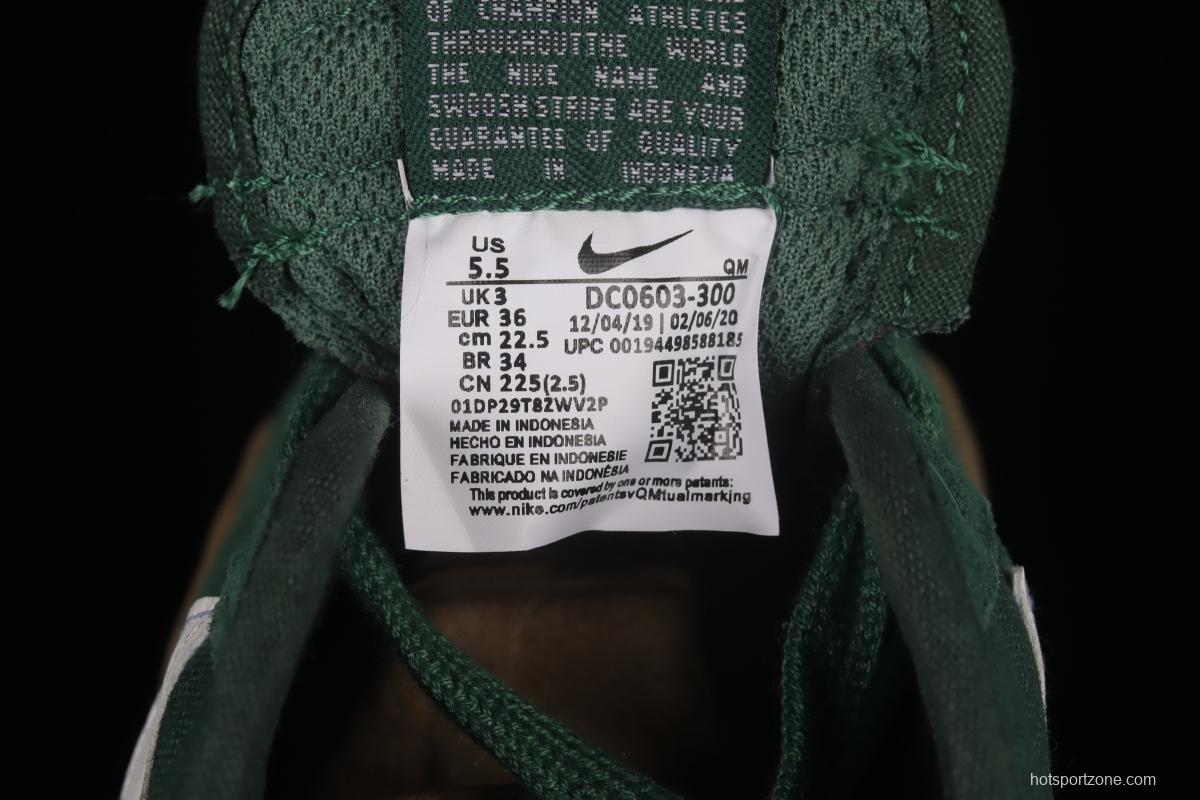 OF CHAMPION ATHLETES
THROUGHOUT THE WORLD
THE NIKE NAME AND
SWOOSH STRIPE ARE YOUR
GUARANTEE OF QUALITY
MADE IN INDONESIA
US
5.5
QM
UK 3
DC0603-300
EUR 36
12/04/19 | 02/06/20
cm 22.5
UPC 00194498588185
BR 34
CN 225(2.5)
01DP29T8ZWV2P
MADE IN INDONESIA
HECHO EN INDONESIA
FABRIQUE EN INDONESIE
FABRICADO NA INDONÉSIA
This product is covered by one or more patents:
www.nike.com/patentsvQMtualmarking
hotsportzone.com